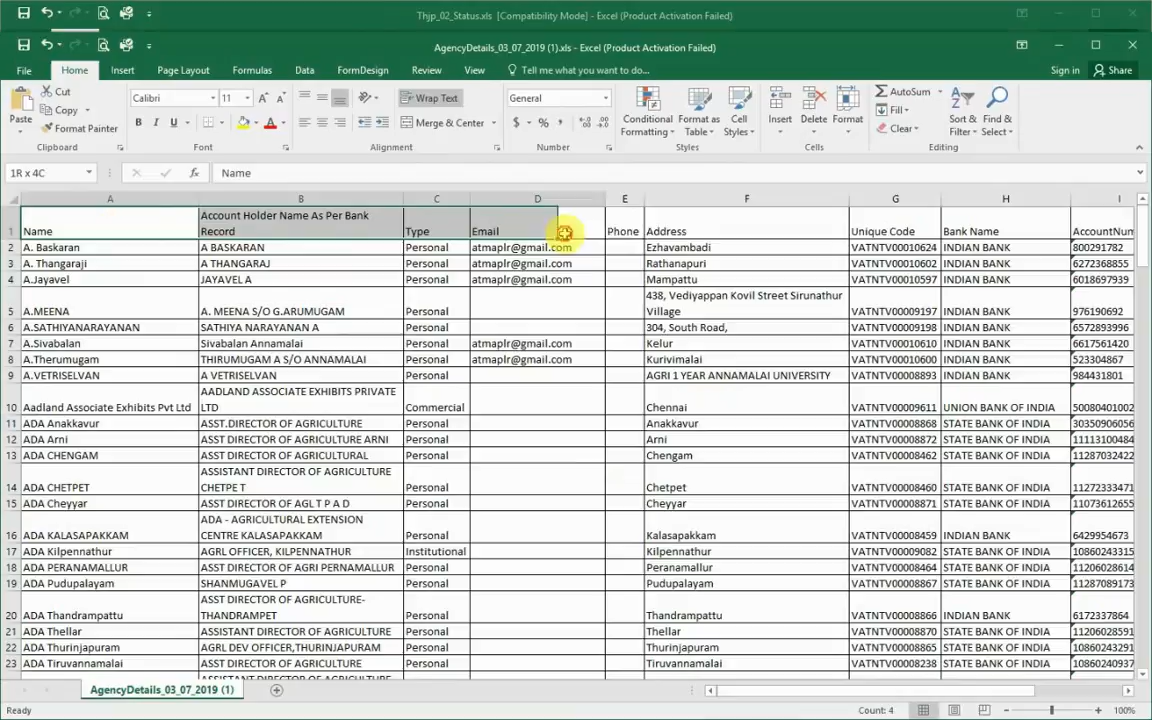 Thjp_02_Status.xls [Compatibility Mode] - Excel (Product Activation Failed)
AgencyDetails_03_07_2019 (1).xls - Excel (Product Activation Failed)
File Home Insert Page Layout Formulas Data FormDesign Review View Tell me what you want to do... Sign in Share
Cut
Copy
Format Painter
Paste
Calibri 11
B I U
Wrap Text
Merge & Center
General
$ % ,
Conditional Formatting
Format as Table
Cell Styles
Insert Delete Format
AutoSum
Fill
Clear
Sort & Filter
Find & Select
Clipboard Font Alignment Number Styles Cells Editing
1R x 4C fx Name
A B C D E F G H I
1 Name Account Holder Name As Per Bank Record Type Email Phone Address Unique Code Bank Name AccountNum
2 A. Baskaran A BASKARAN Personal atmaplr@gmail.com Ezhavambadi VATNTV00010624 INDIAN BANK 800291782
3 A. Thangaraji A THANGARAJ Personal atmaplr@gmail.com Rathanapuri VATNTV00010602 INDIAN BANK 6272368855
4 A.Jayavel JAYAVEL A Personal atmaplr@gmail.com Mampattu VATNTV00010597 INDIAN BANK 6018697939
5 A.MEENA A. MEENA S/O G.ARUMUGAM Personal 438, Vediyappan Kovil Street Sirunathur Village VATNTV00009197 INDIAN BANK 976190692
6 A.SATHIYANARAYANAN SATHIYA NARAYANAN A Personal 304, South Road, VATNTV00009198 INDIAN BANK 6572893996
7 A.Sivabalan Sivabalan Annamalai Personal atmaplr@gmail.com Kelur VATNTV00010610 INDIAN BANK 6617561420
8 A.Therumugam THIRUMUGAM A S/O ANNAMALAI Personal atmaplr@gmail.com Kurivimalai VATNTV00010600 INDIAN BANK 523304867
9 A.VETRISELVAN A VETRISELVAN Personal AGRI 1 YEAR ANNAMALAI UNIVERSITY VATNTV00008893 INDIAN BANK 984431801
10 Aadland Associate Exhibits Pvt Ltd AADLAND ASSOCIATE EXHIBITS PRIVATE LTD Commercial Chennai VATNTV00009611 UNION BANK OF INDIA 50080401002
11 ADA Anakkavur ASST.DIRECTOR OF AGRICULTURE Personal Anakkavur VATNTV00008868 STATE BANK OF INDIA 30350906056
12 ADA Arni ASST DIRECTOR OF AGRICULTURE ARNI Personal Arni VATNTV00008872 STATE BANK OF INDIA 11113100484
13 ADA CHENGAM ASST DIRECTOR OF AGRICULTURAL Personal Chengam VATNTV00008462 STATE BANK OF INDIA 11287032422
14 ADA CHETPET ASSISTANT DIRECTOR OF AGRICULTURE CHETPE T Personal Chetpet VATNTV00008460 STATE BANK OF INDIA 11272333471
15 ADA Cheyyar ASST DIRECTOR OF AGL T P A D Personal Cheyyar VATNTV00008871 STATE BANK OF INDIA 11073612655
16 ADA KALASAPAKKAM ADA - AGRICULTURAL EXTENSION CENTRE KALASAPAKKAM Personal Kalasapakkam VATNTV00008459 INDIAN BANK 6429954673
17 ADA Kilpennathur AGRL OFFICER, KILPENNATHUR Institutional Kilpennathur VATNTV00009082 STATE BANK OF INDIA 10860243315
18 ADA PERANAMALLUR ASST DIRECTOR OF AGRI PERNAMALLUR Personal Peranamallur VATNTV00008464 STATE BANK OF INDIA 11206028614
19 ADA Pudupalayam SHANMUGAVEL P Personal Pudupalayam VATNTV00008867 STATE BANK OF INDIA 11287089173
20 ADA Thandrampattu ASST DIRECTOR OF AGRICULTURE-THANDRAMPET Personal Thandrampattu VATNTV00008866 INDIAN BANK 6172337864
21 ADA Thellar ASSISTANT DIRECTOR OF AGRICULTURE Personal Thellar VATNTV00008870 STATE BANK OF INDIA 11206028591
22 ADA Thurinjapuram AGRL DEV OFFICER,THURINJAPURAM Personal Thurinjapuram VATNTV00008865 STATE BANK OF INDIA 10860243291
23 ADA Tiruvannamalai ASST DIRECTOR OF AGRICULTURE Personal Tiruvannamalai VATNTV00008238 STATE BANK OF INDIA 10860240937
AgencyDetails_03_07_2019 (1)
Ready Count: 4 100%